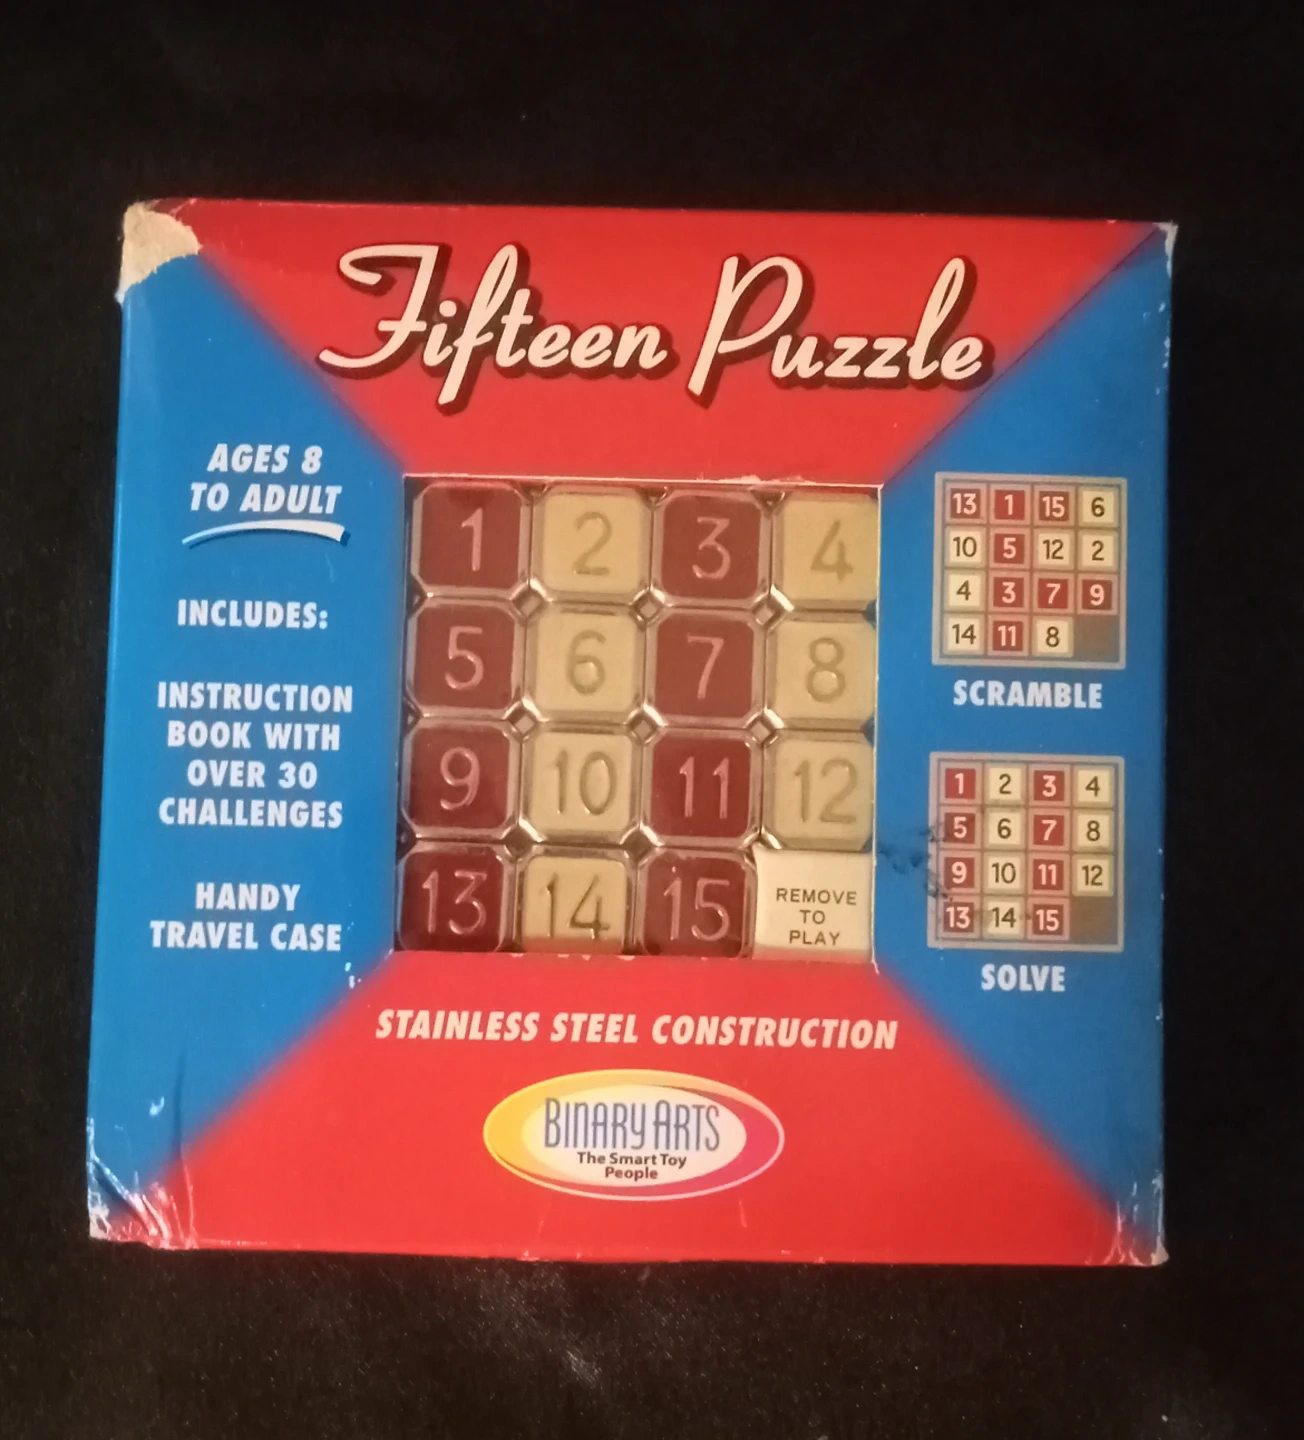 Fifteen Puzzle
AGES 8
TO ADULT
INCLUDES:
INSTRUCTION
BOOK WITH
OVER 30
CHALLENGES
HANDY
TRAVEL CASE
1 2 3 4
5 6 7 8
9 10 11 12
13 14 15
REMOVE
TO
PLAY
13 1 15 6
10 5 12 2
4 3 7 9
14 11 8
SCRAMBLE
1 2 3 4
5 6 7 8
9 10 11 12
13 14 15
SOLVE
STAINLESS STEEL CONSTRUCTION
BINARY ARTS
The Smart Toy
People